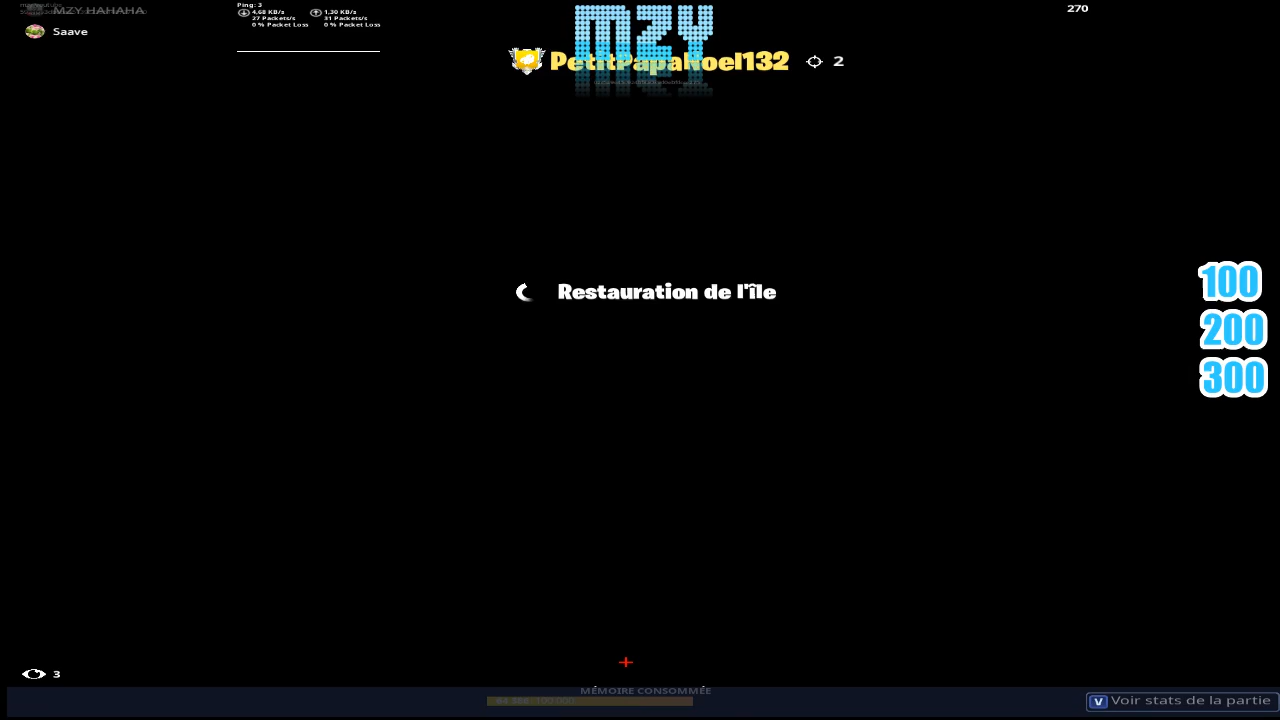 MZY HAHAHA
Saave
Ping: 3
4,68 KB/s
1,30 KB/s
27 Packets/s
31 Packets/s
0 % Packet Loss
0 % Packet Loss
MZY
PetitPapaNoel132
2
270
Restauration de l'île
100
200
300
3
MÉMOIRE CONSOMMÉE
V Voir stats de la partie